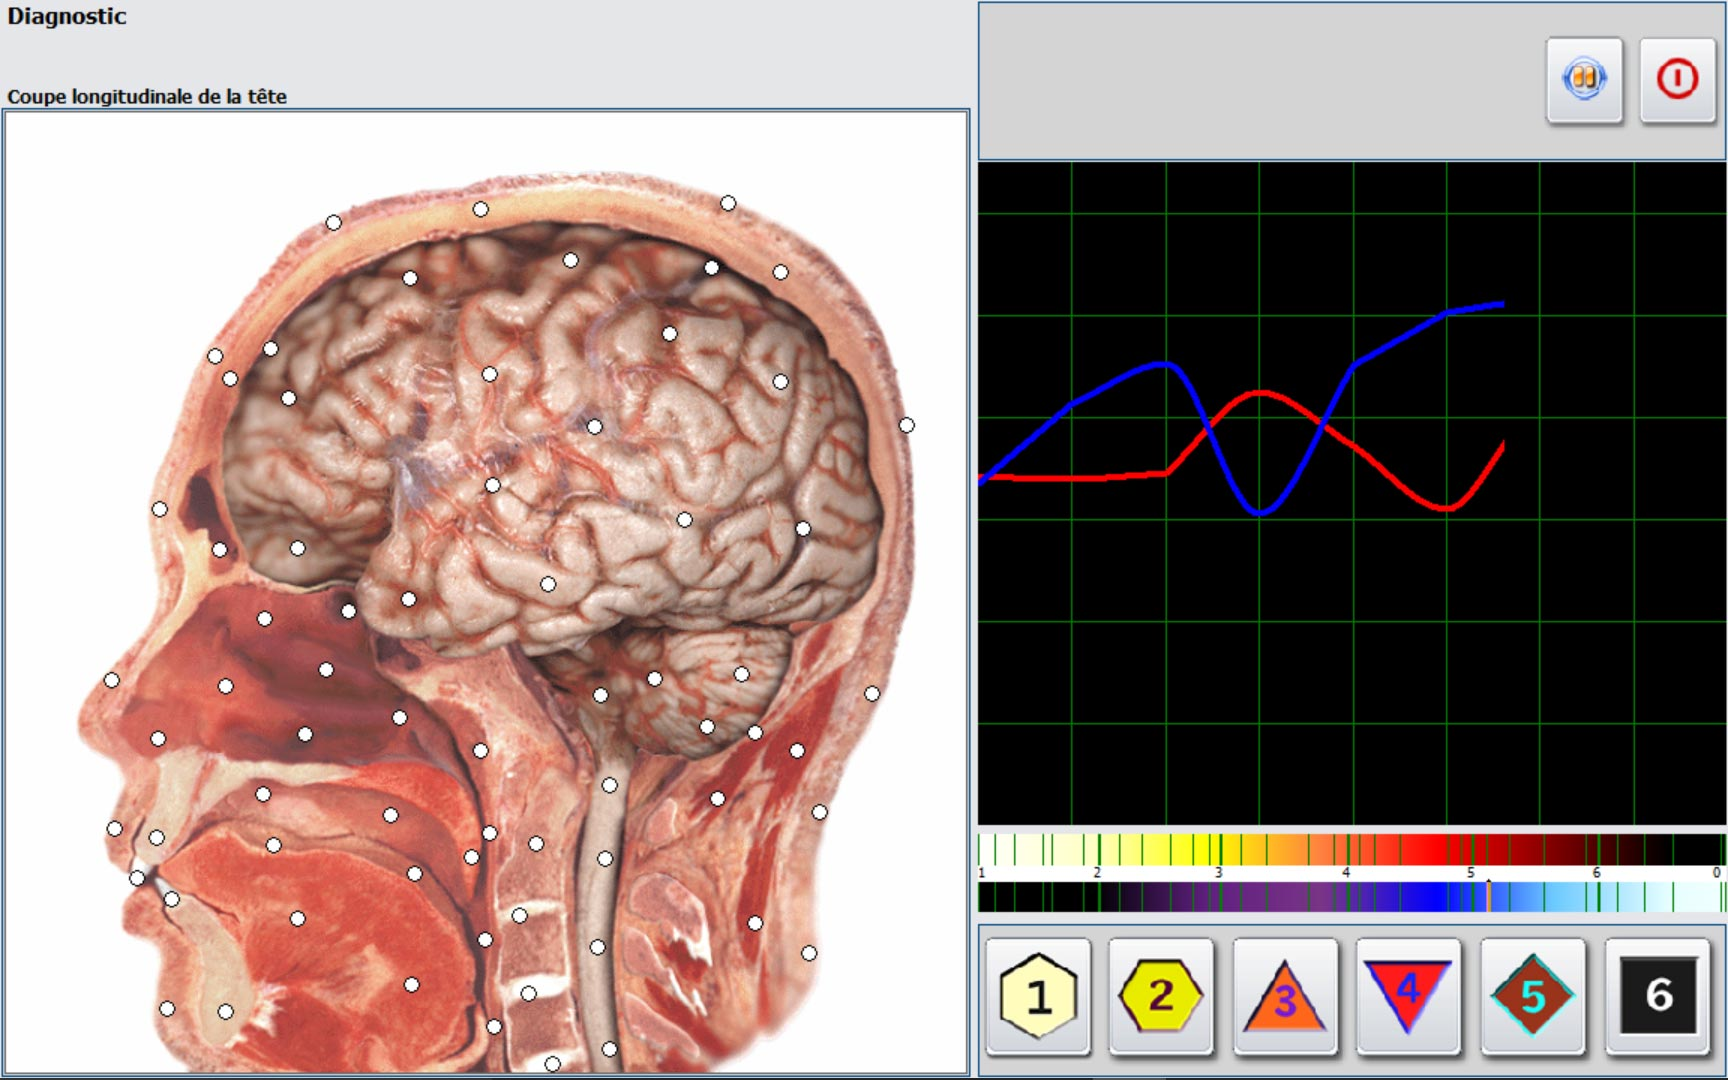 Diagnostic
Coupe longitudinale de la tête
1 2 3 4 5 6 0
1 2 3 4 5 6